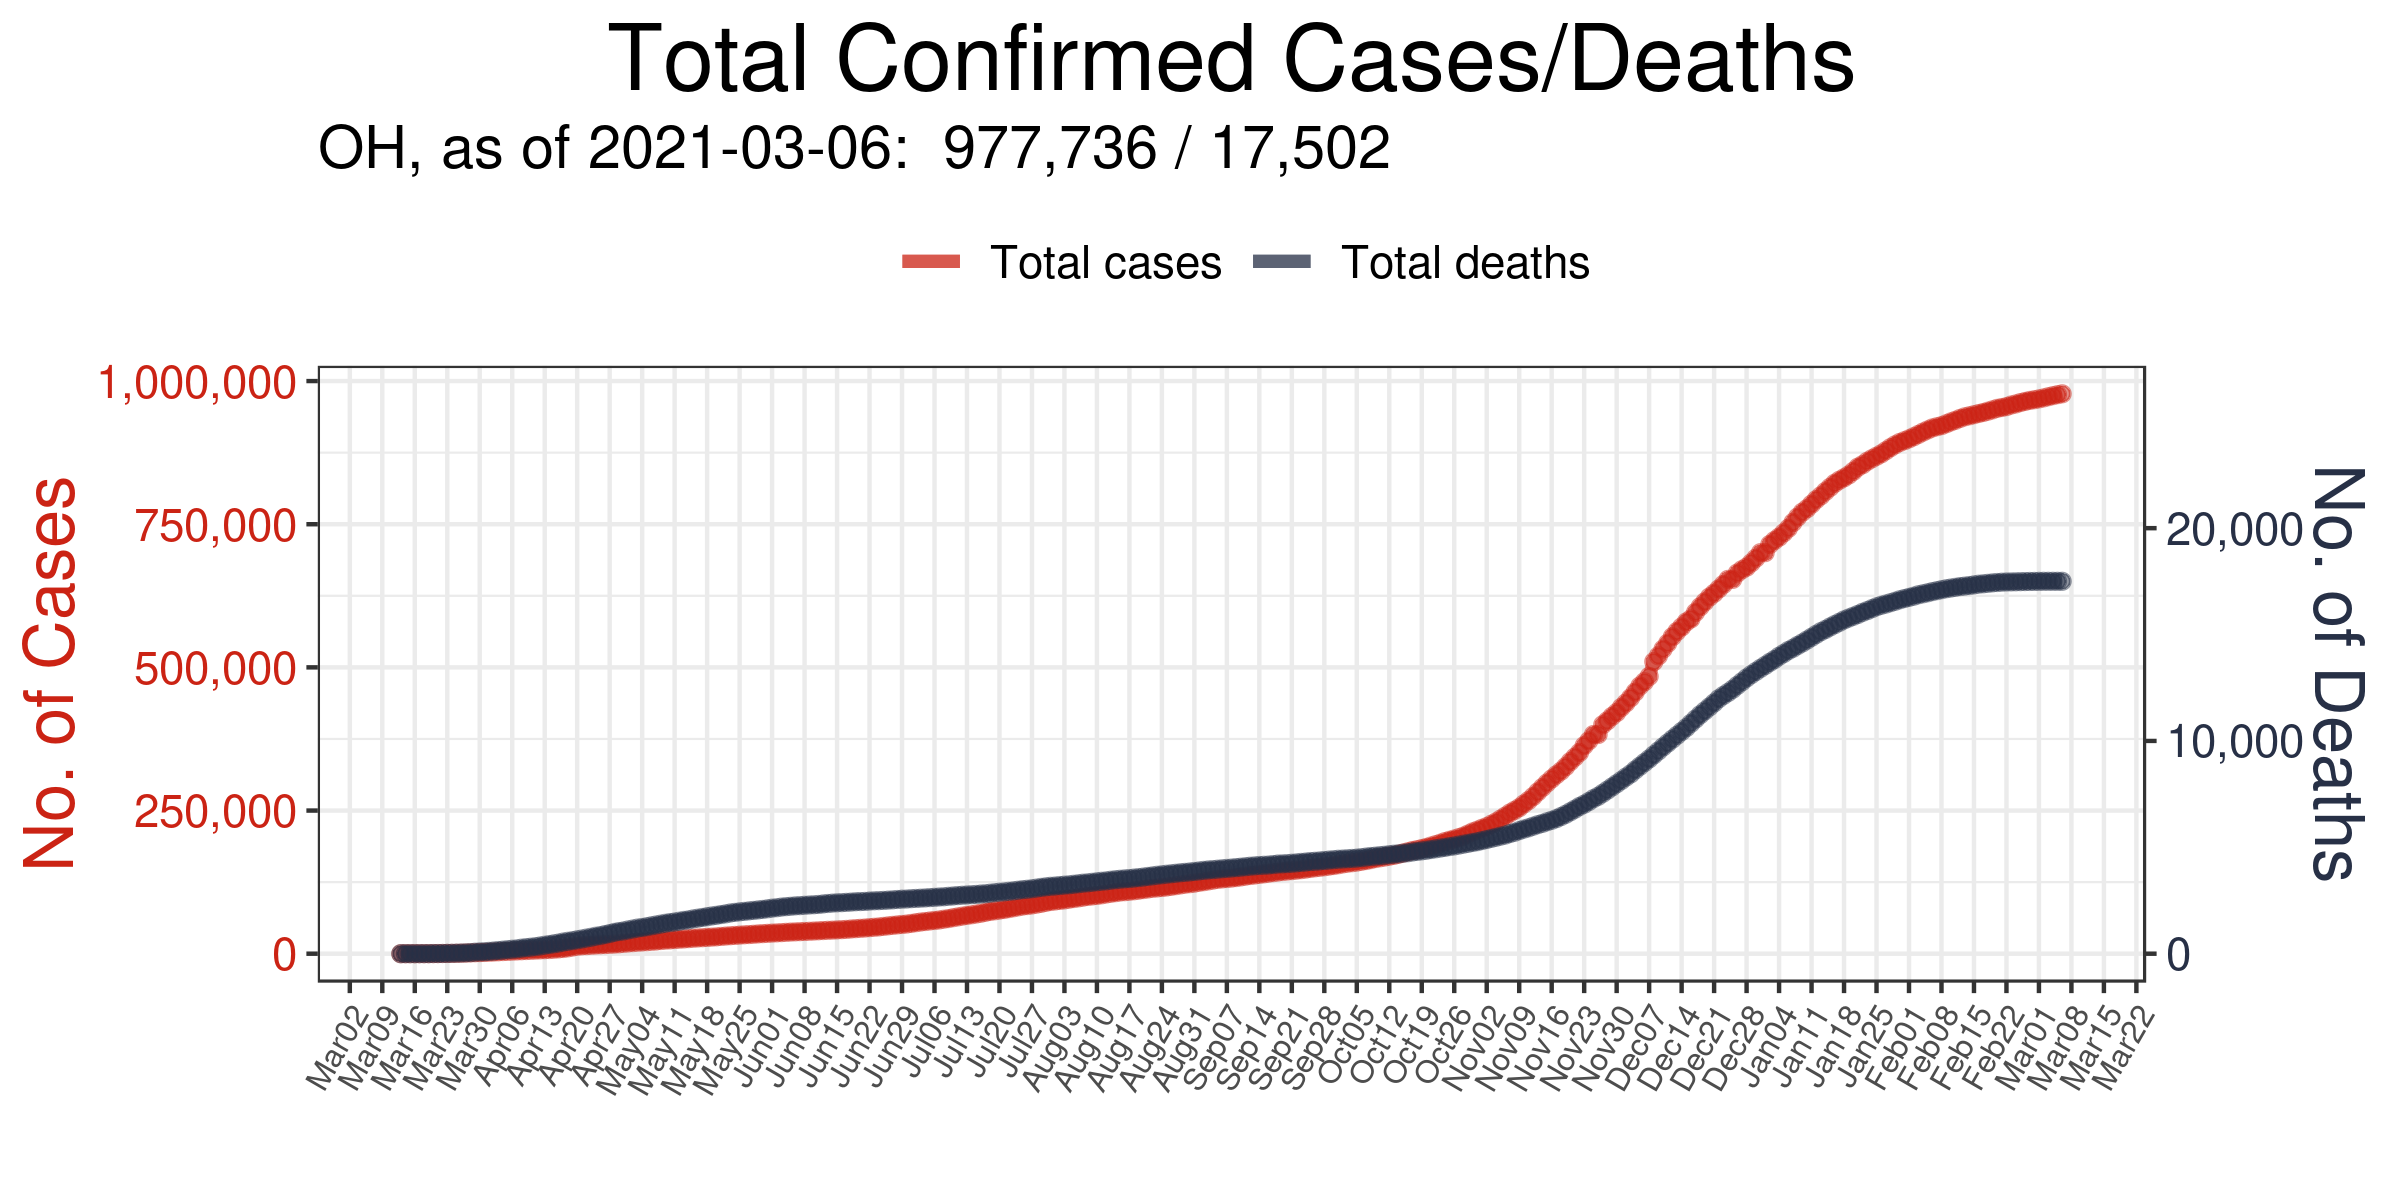 Total Confirmed Cases/Deaths
OH, as of 2021-03-06:  977,736 / 17,502
Total cases
Total deaths
No. of Cases
1,000,000
750,000
500,000
250,000
0
20,000
10,000
0
No. of Deaths
Mar02
Mar09
Mar16
Mar23
Mar30
Apr06
Apr13
Apr20
Apr27
May04
May11
May18
May25
Jun01
Jun08
Jun15
Jun22
Jun29
Jul06
Jul13
Jul20
Jul27
Aug03
Aug10
Aug17
Aug24
Aug31
Sep07
Sep14
Sep21
Sep28
Oct05
Oct12
Oct19
Oct26
Nov02
Nov09
Nov16
Nov23
Nov30
Dec07
Dec14
Dec21
Dec28
Jan04
Jan11
Jan18
Jan25
Feb01
Feb08
Feb15
Feb22
Mar01
Mar08
Mar15
Mar22